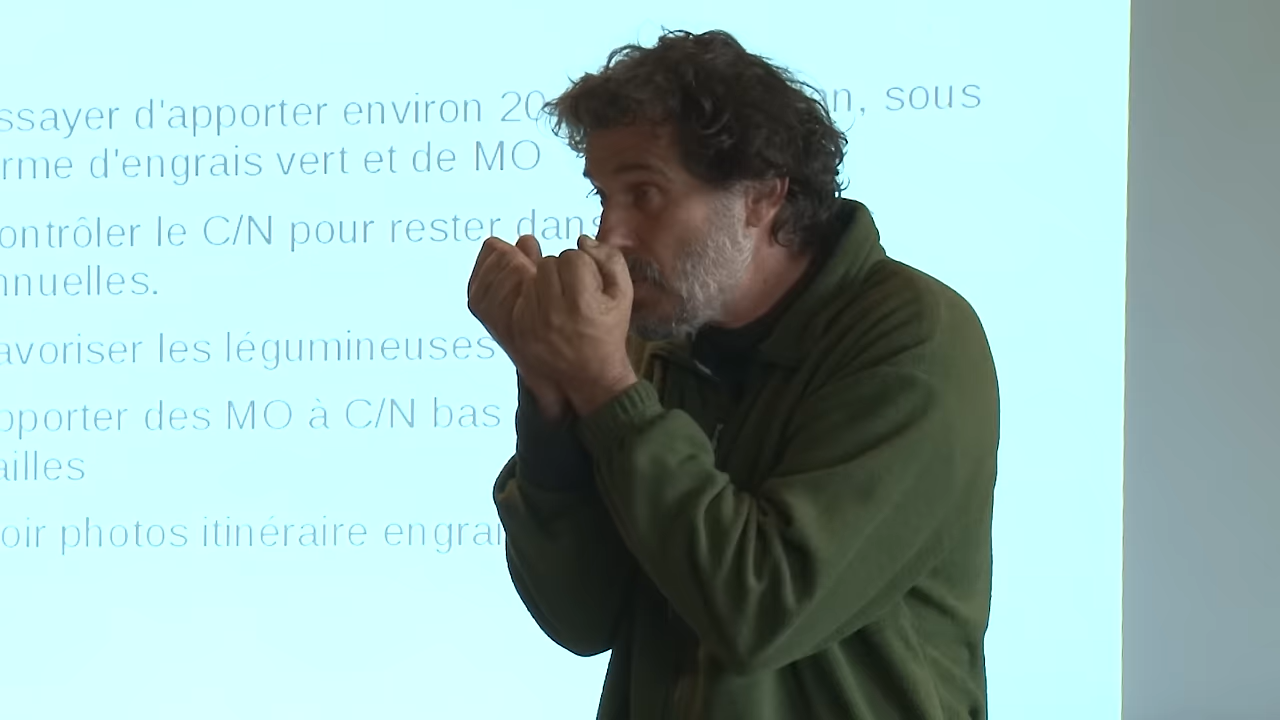 ssayer d'apporter environ 20 an, sous
rme d'engrais vert et de MO
ontrôler le C/N pour rester dans
nnuelles.
avoriser les légumineuses
pporter des MO à C/N bas
ailles
oir photos itinéraire engrai